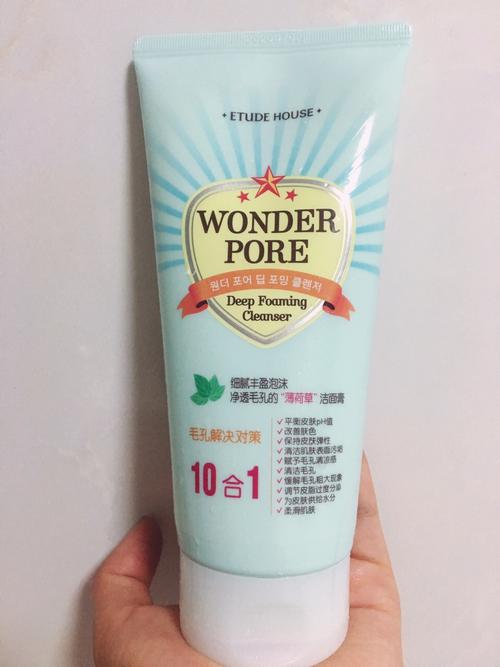 ETUDE HOUSE
WONDER
PORE
원더 포어 딥 포밍 클렌저
Deep Foaming
Cleanser
细腻丰盈泡沫
净透毛孔的"薄荷草"洁面膏
毛孔解决对策
10合1
✓平衡皮肤pH值
✓改善肤色
✓保持皮肤弹性
✓清洁肌肤表面污垢
✓赋予毛孔清凉感
✓清洁毛孔
✓缓解毛孔粗大现象
✓调节皮脂过度分泌
✓为皮肤供给水分
✓柔滑肌肤